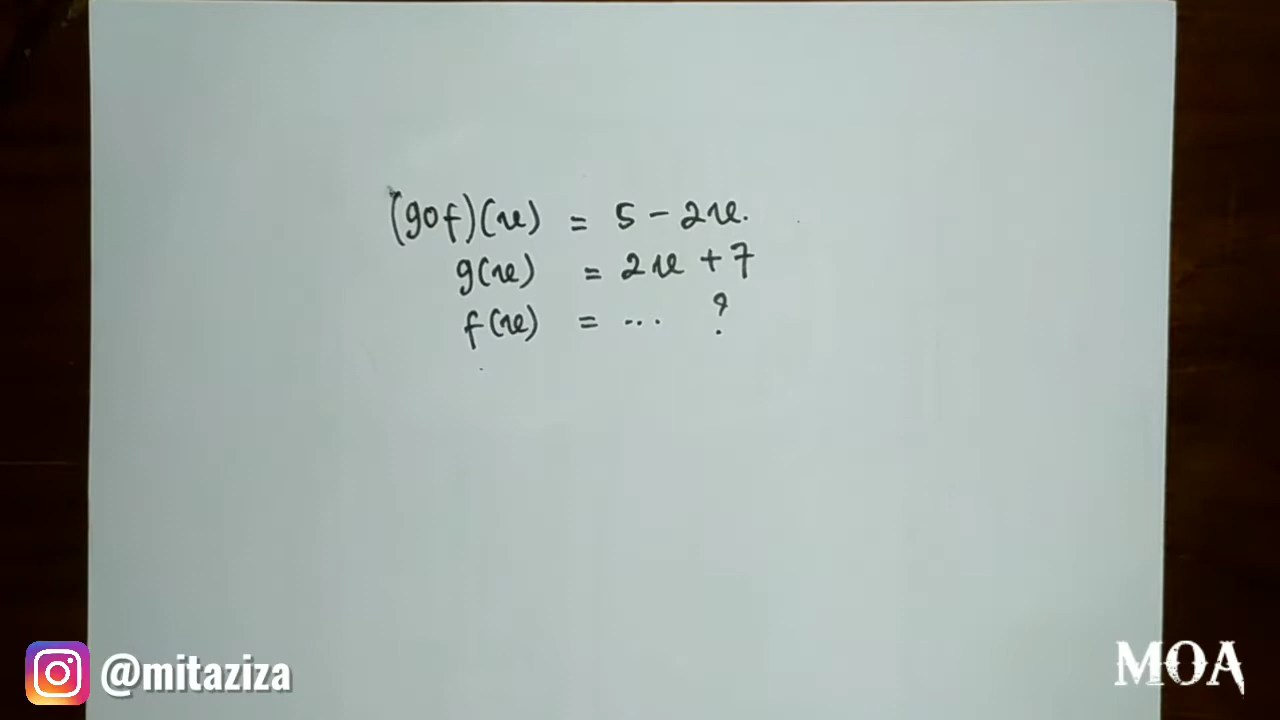 (gof)(x) = 5 - 2x.
g(x) = 2x + 7
f(x) = ... ?
@mitaziza
MOA